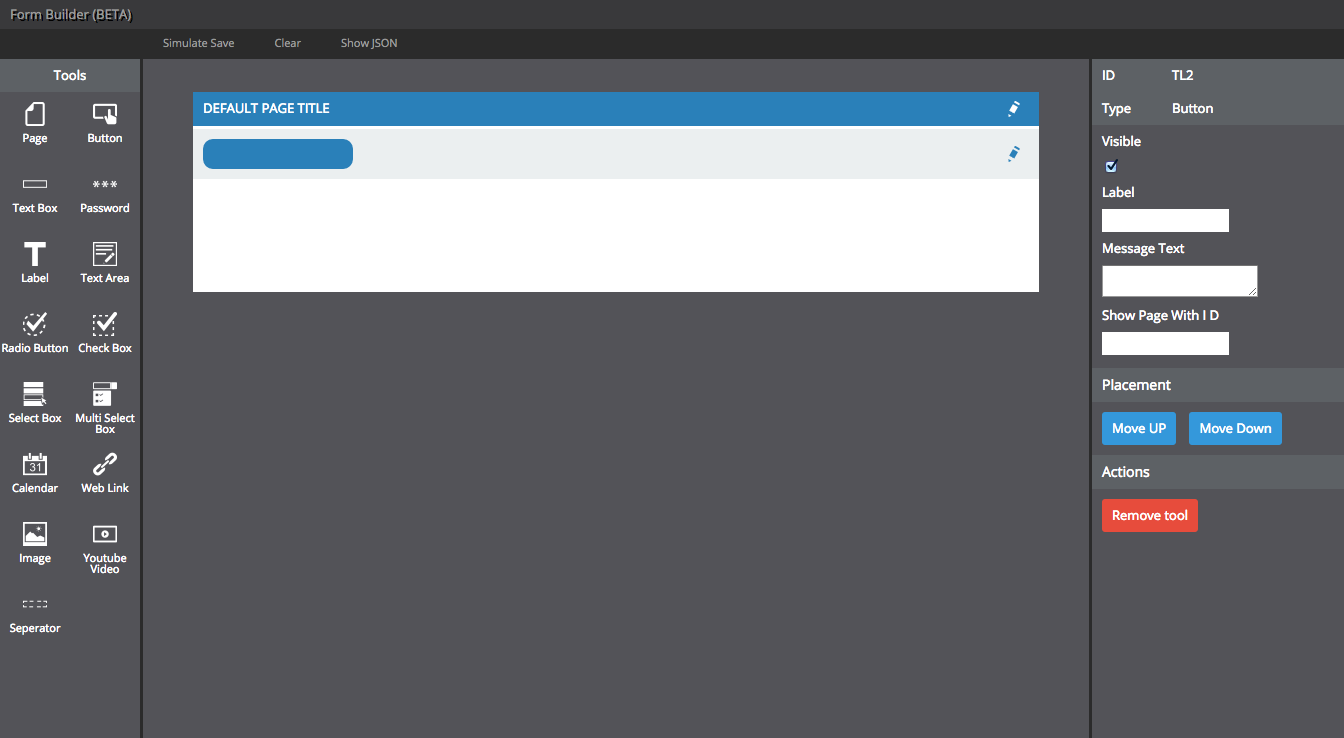 Form Builder (BETA)
Simulate Save Clear Show JSON
Tools
Page Button
Text Box Password
Label Text Area
Radio Button Check Box
Select Box Multi Select
Box
31
Calendar Web Link
Image Youtube
Video
Seperator
DEFAULT PAGE TITLE
ID TL2
Type Button
Visible
Label
Message Text
Show Page With I D
Placement
Move UP Move Down
Actions
Remove tool